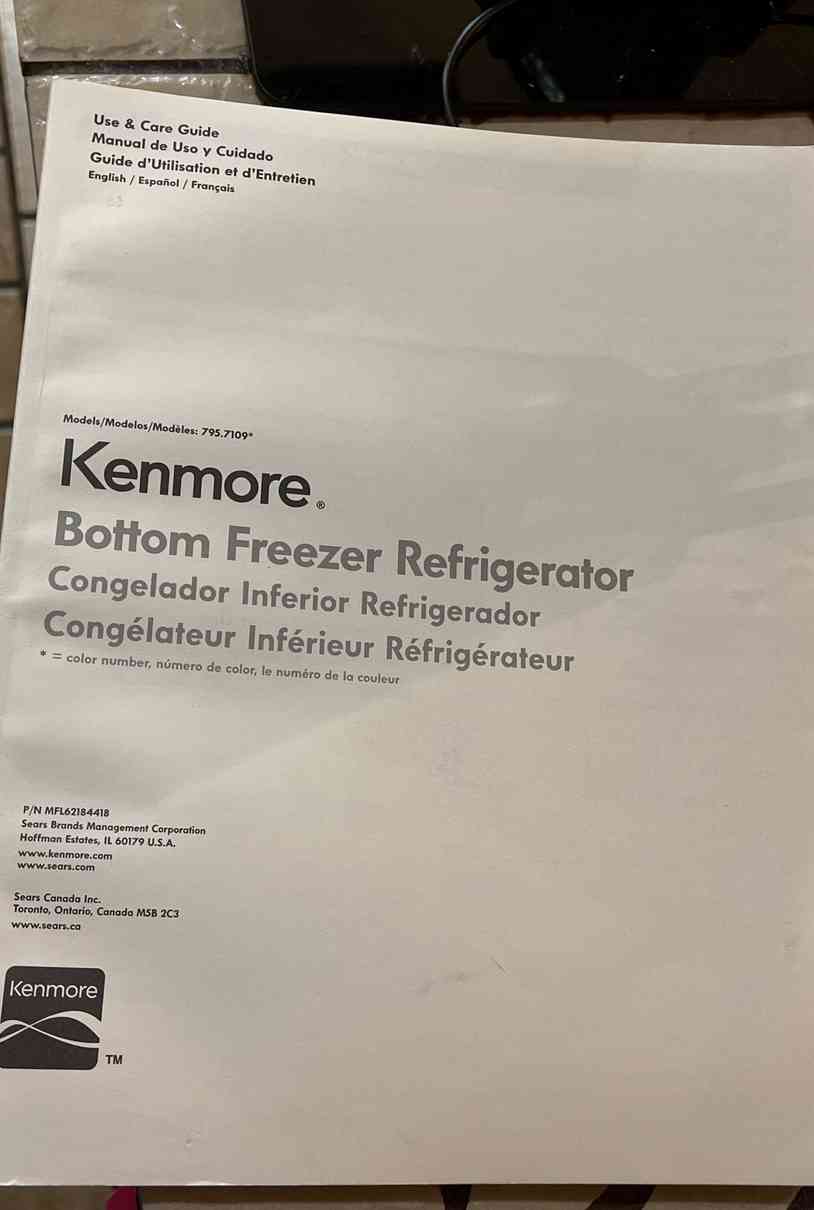 Use & Care Guide
Manual de Uso y Cuidado
Guide d'Utilisation et d'Entretien
English / Español / Français
Models/Modelos/Modèles: 795.7109*
Kenmore®
Bottom Freezer Refrigerator
Congelador Inferior Refrigerador
Congélateur Inférieur Réfrigérateur
* = color number, número de color, le numéro de la couleur
P/N MFL62184418
Sears Brands Management Corporation
Hoffman Estates, IL 60179 U.S.A.
www.kenmore.com
www.sears.com
Sears Canada Inc.
Toronto, Ontario, Canada M5B 2C3
www.sears.ca
Kenmore
TM